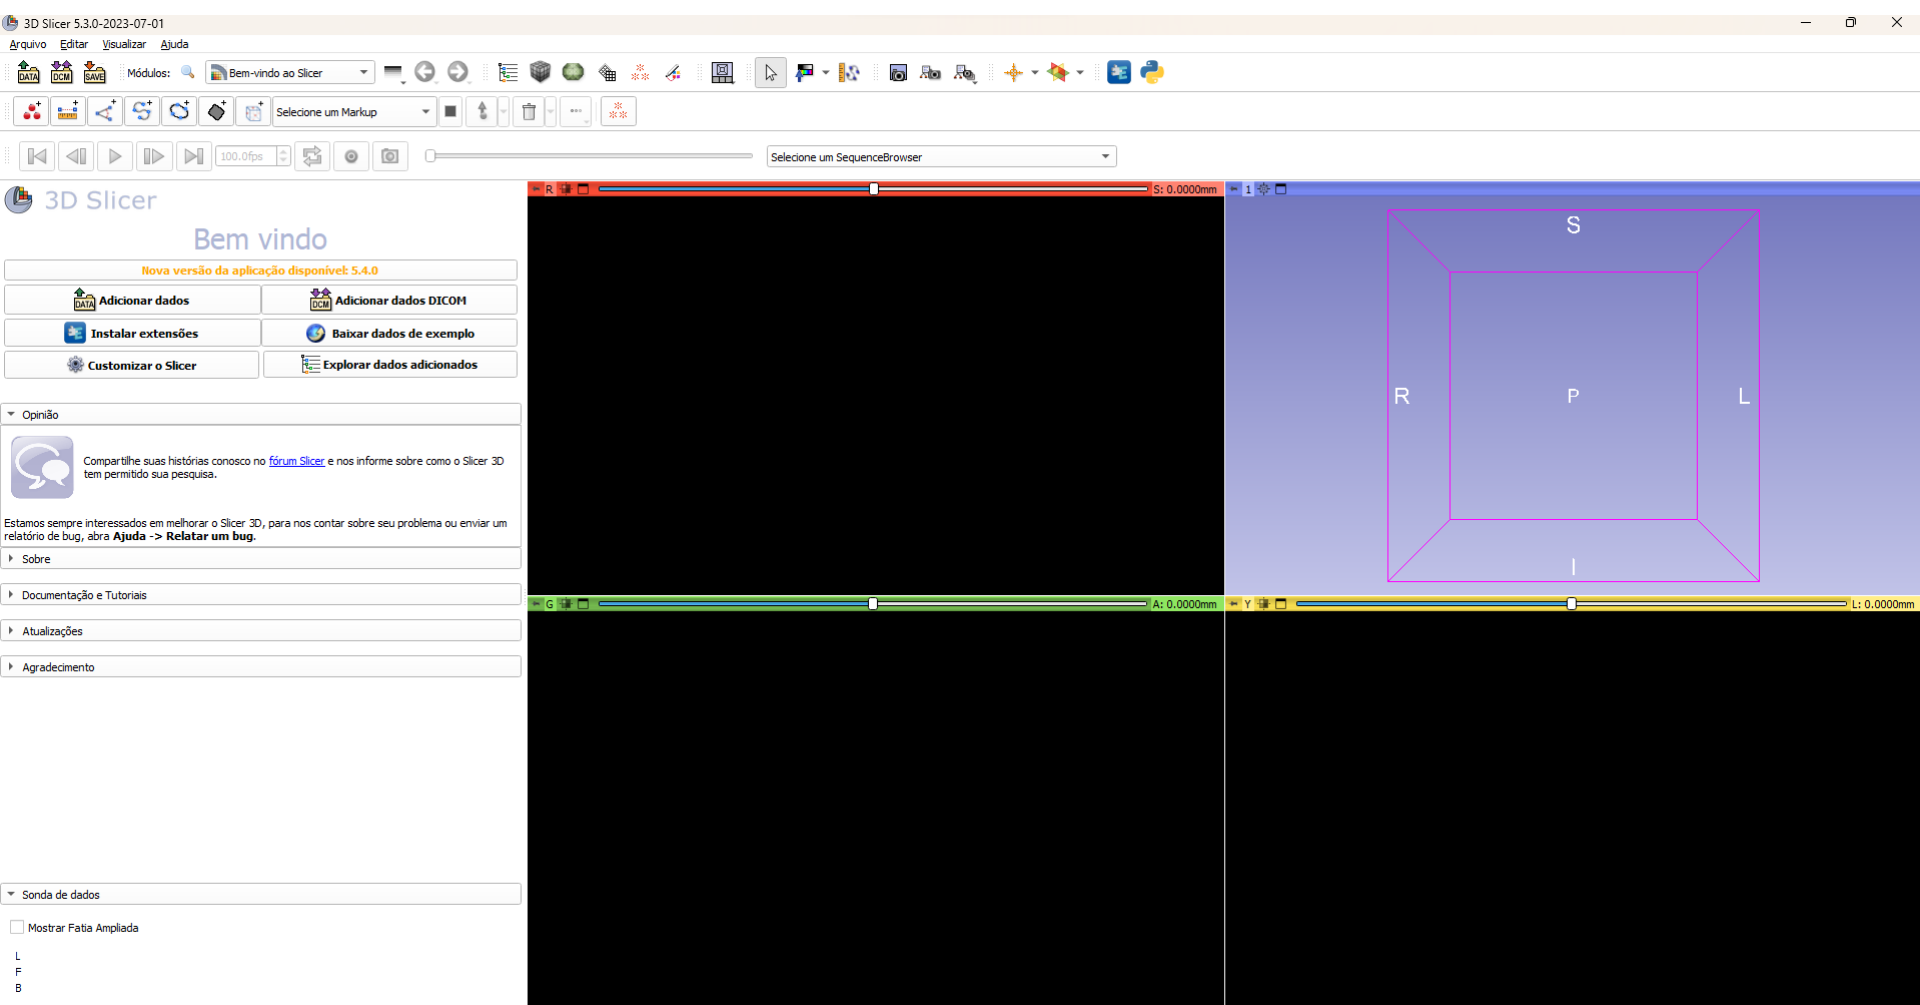 3D Slicer 5.3.0-2023-07-01
Arquivo Editar Visualizar Ajuda
DATA DCM SAVE Módulos: Bem-vindo ao Slicer
Selecione um Markup
100.0fps Selecione um SequenceBrowser
3D Slicer
Bem vindo
Nova versão da aplicação disponível: 5.4.0
DATA Adicionar dados
DCM Adicionar dados DICOM
Instalar extensões
Baixar dados de exemplo
Customizar o Slicer
Explorar dados adicionados
Opinião
Compartilhe suas histórias conosco no fórum Slicer e nos informe sobre como o Slicer 3D
tem permitido sua pesquisa.
Estamos sempre interessados em melhorar o Slicer 3D, para nos contar sobre seu problema ou enviar um
relatório de bug, abra Ajuda -> Relatar um bug.
Sobre
Documentação e Tutoriais
Atualizações
Agradecimento
Sonda de dados
Mostrar Fatia Ampliada
L
F
B
R S: 0.0000mm
1
S
R P L
I
G A: 0.0000mm
Y L: 0.0000mm